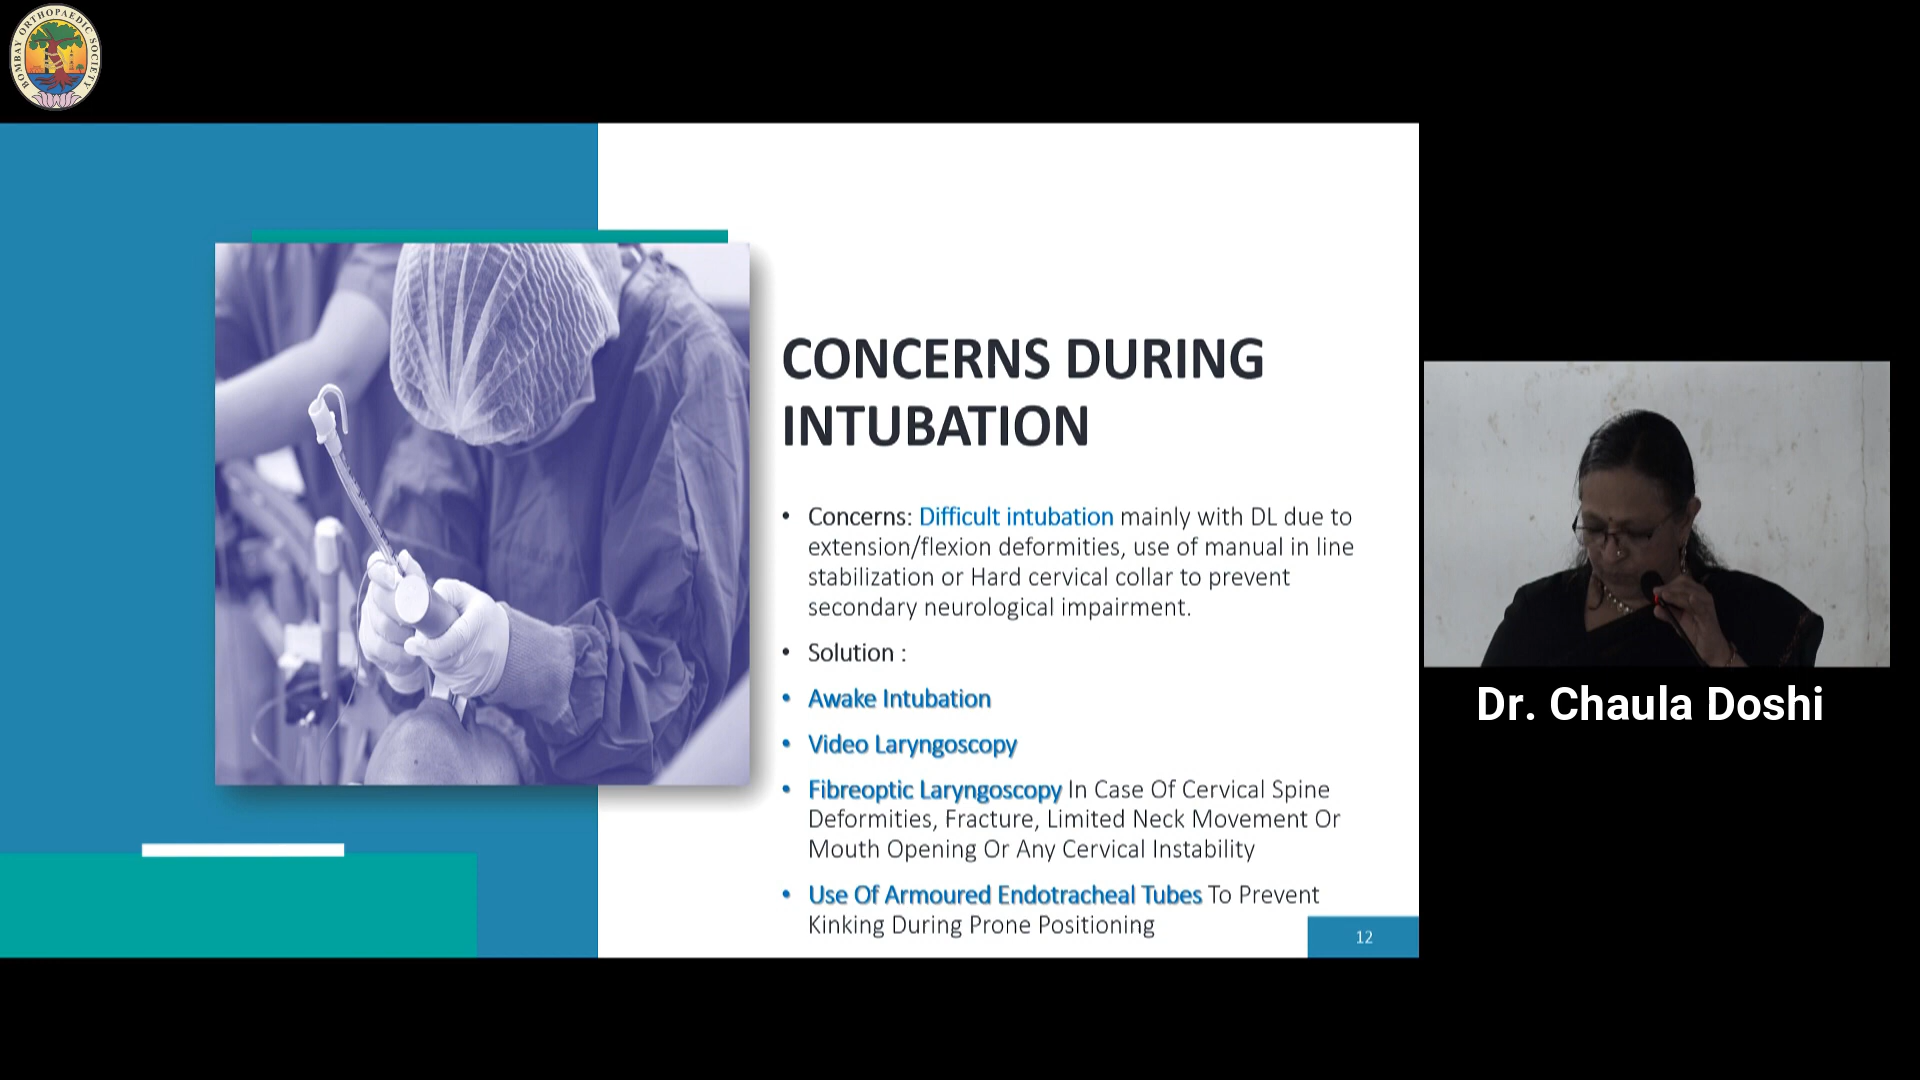 BOMBAY ORTHOPAEDIC SOCIETY
CONCERNS DURING
INTUBATION
• Concerns: Difficult intubation mainly with DL due to
extension/flexion deformities, use of manual in line
stabilization or Hard cervical collar to prevent
secondary neurological impairment.
• Solution :
• Awake Intubation
• Video Laryngoscopy
• Fibreoptic Laryngoscopy In Case Of Cervical Spine
Deformities, Fracture, Limited Neck Movement Or
Mouth Opening Or Any Cervical Instability
• Use Of Armoured Endotracheal Tubes To Prevent
Kinking During Prone Positioning
12
Dr. Chaula Doshi